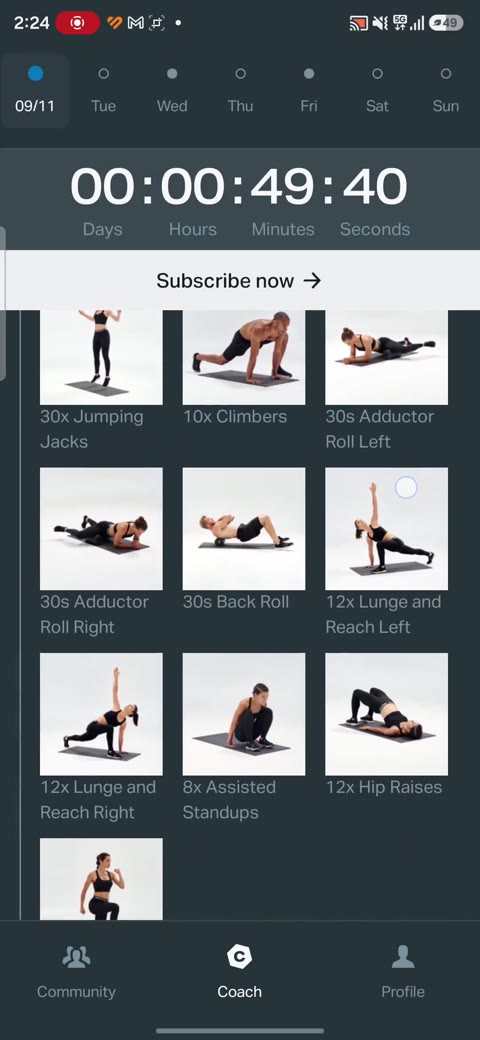 2:24
5G
49
09/11 Tue Wed Thu Fri Sat Sun
00:00:49:40
Days Hours Minutes Seconds
Subscribe now →
30x Jumping
Jacks
10x Climbers
30s Adductor
Roll Left
30s Adductor
Roll Right
30s Back Roll
12x Lunge and
Reach Left
12x Lunge and
Reach Right
8x Assisted
Standups
12x Hip Raises
C
Community Coach Profile